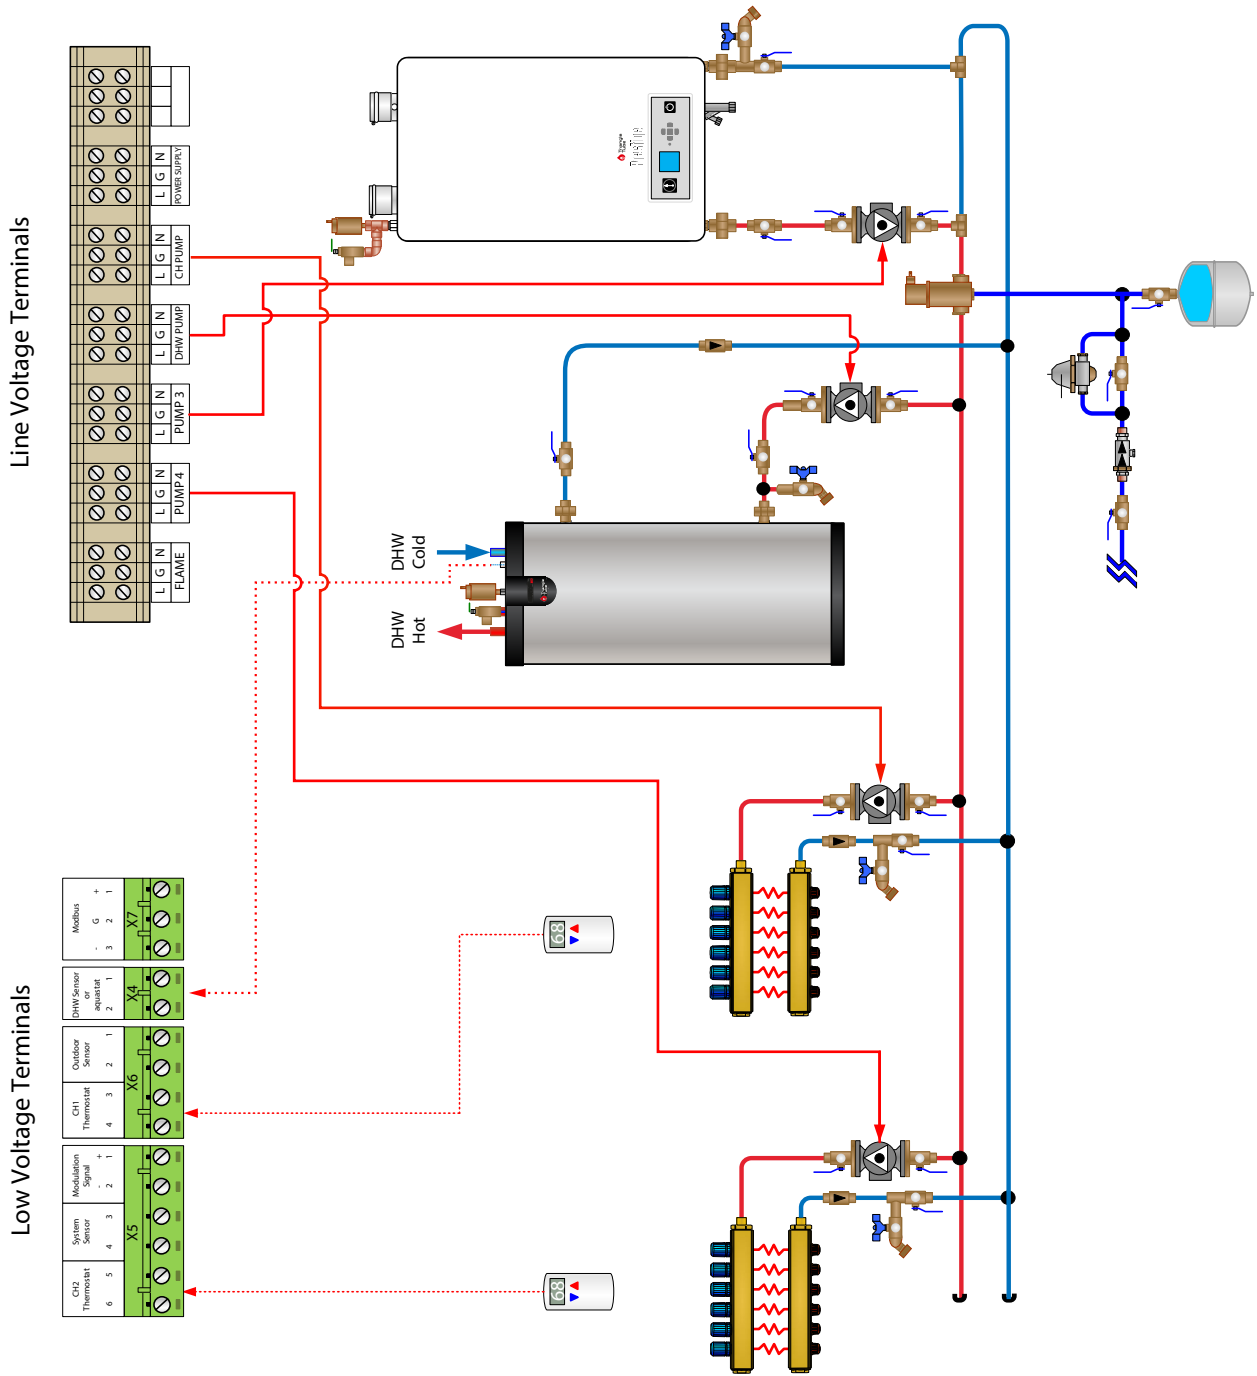 Line Voltage Terminals
L G N
POWER SUPPLY
L G N
CH PUMP
L G N
DHW PUMP
L G N
PUMP 3
L G N
PUMP 4
L G N
FLAME
Triangle
Tube
DHW
Cold
DHW
Hot
Low Voltage Terminals
Modbus
- G +
3 2 1
X7
DHW Sensor
or
aquastat
2 1
X4
Outdoor
Sensor
2 1
CH1
Thermostat
4 3
X6
Modulation
Signal
- +
2 1
System
Sensor
4 3
CH2
Thermostat
6 5
X5
68
68